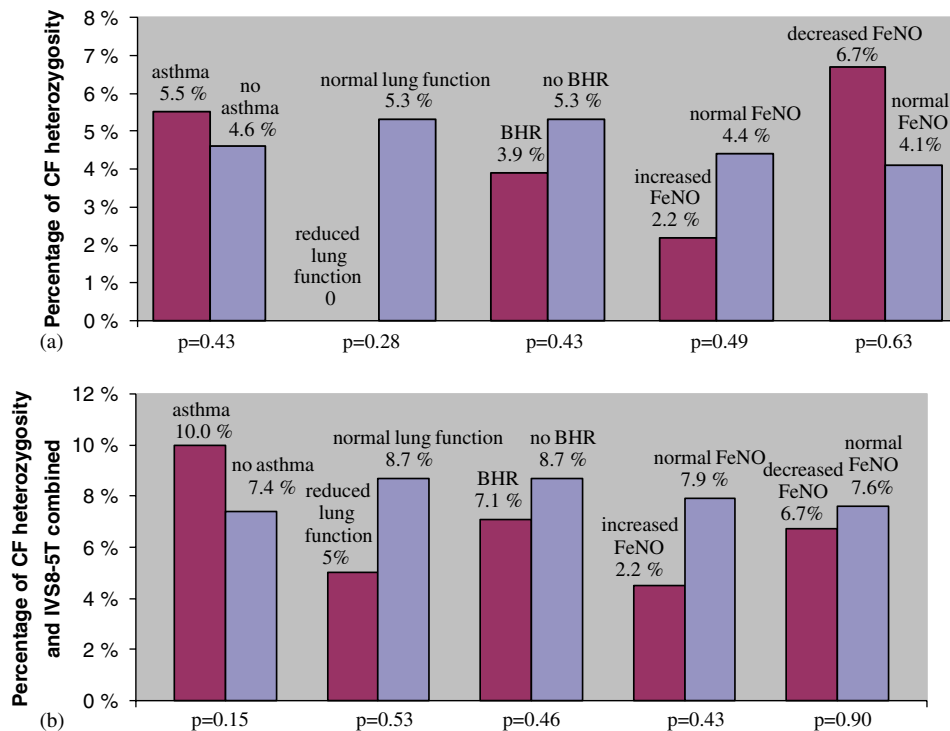 Percentage of CF heterozygosity
8 %
7 %
6 %
5 %
4 %
3 %
2 %
1 %
0 %
asthma
5.5 %
no
asthma
4.6 %
reduced
lung
function
0
normal lung function
5.3 %
BHR
3.9 %
no BHR
5.3 %
increased
FeNO
2.2 %
normal FeNO
4.4 %
decreased FeNO
6.7%
normal
FeNO
4.1%
(a)
p=0.43
p=0.28
p=0.43
p=0.49
p=0.63
Percentage of CF heterozygosity
and IVS8-5T combined
12 %
10 %
8 %
6 %
4 %
2 %
0 %
asthma
10.0 %
no asthma
7.4 %
reduced
lung
function
5%
normal lung function
8.7 %
BHR
7.1 %
no BHR
8.7 %
increased
FeNO
2.2 %
normal FeNO
7.9 %
decreased
FeNO
6.7%
normal
FeNO
7.6%
(b)
p=0.15
p=0.53
p=0.46
p=0.43
p=0.90